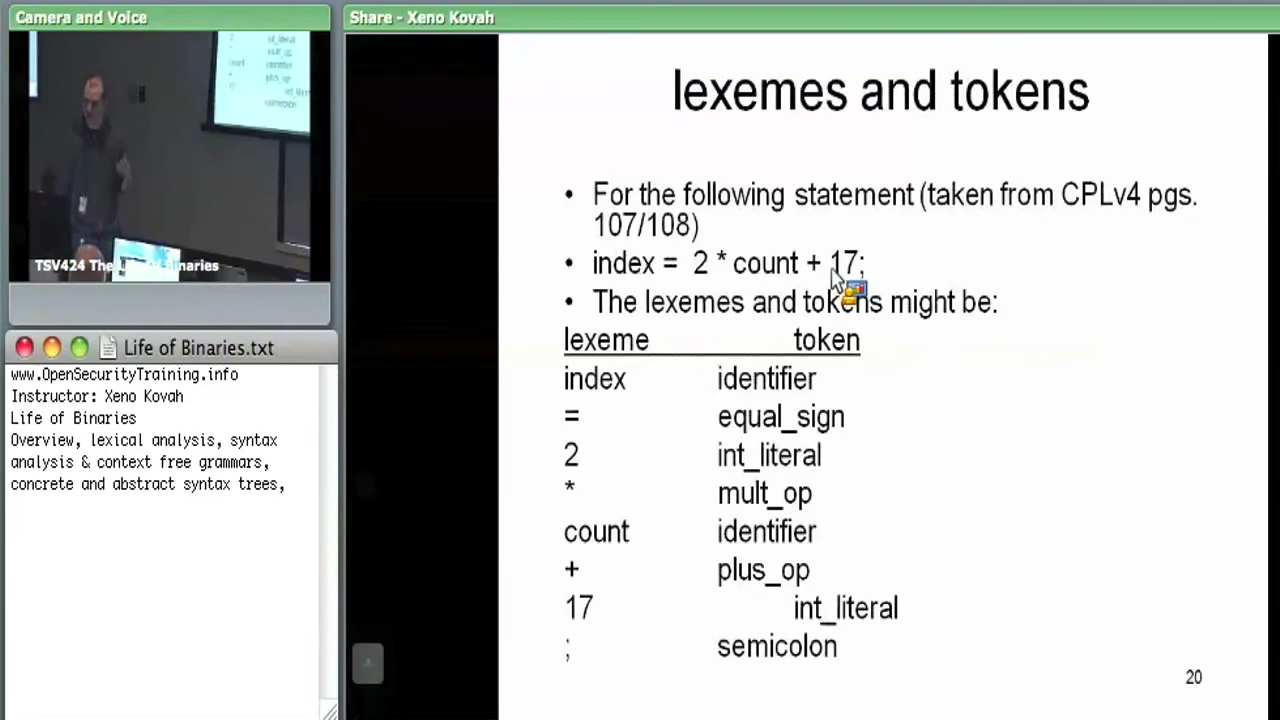 Camera and Voice
TSV424 The Life of Binaries
Life of Binaries.txt
www.OpenSecurityTraining.info
Instructor: Xeno Kovah
Life of Binaries
Overview, lexical analysis, syntax
analysis & context free grammars,
concrete and abstract syntax trees,
Share - Xeno Kovah
lexemes and tokens
• For the following statement (taken from CPLv4 pgs.
107/108)
• index = 2 * count + 17;
• The lexemes and tokens might be:
lexeme token
index identifier
= equal_sign
2 int_literal
* mult_op
count identifier
+ plus_op
17 int_literal
; semicolon
20